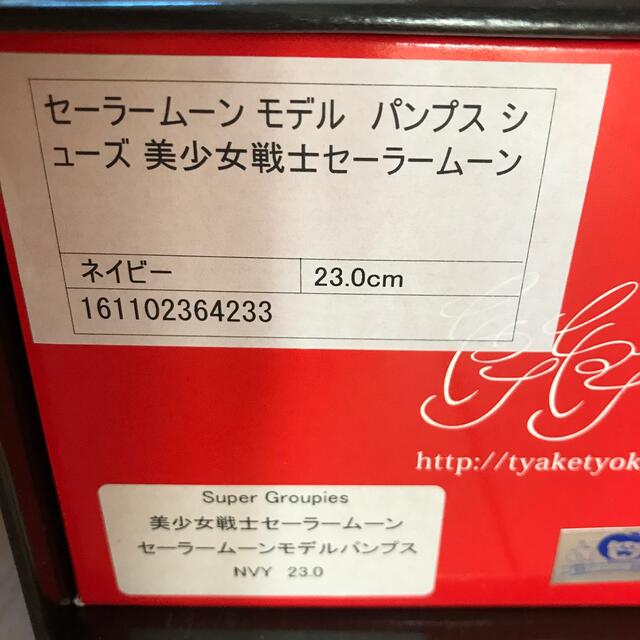 セーラームーン モデル パンプス シ
ューズ 美少女戦士セーラームーン
ネイビー 23.0cm
161102364233
http://tyaketyok
Super Groupies
美少女戦士セーラームーン
セーラームーンモデルパンプス
NVY 23.0